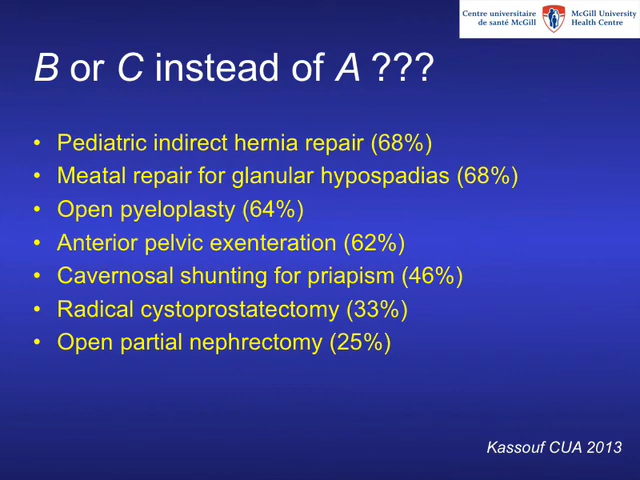 Centre universitaire
de santé McGill
McGill University
Health Centre
B or C instead of A ???
• Pediatric indirect hernia repair (68%)
• Meatal repair for glanular hypospadias (68%)
• Open pyeloplasty (64%)
• Anterior pelvic exenteration (62%)
• Cavernosal shunting for priapism (46%)
• Radical cystoprostatectomy (33%)
• Open partial nephrectomy (25%)
Kassouf CUA 2013